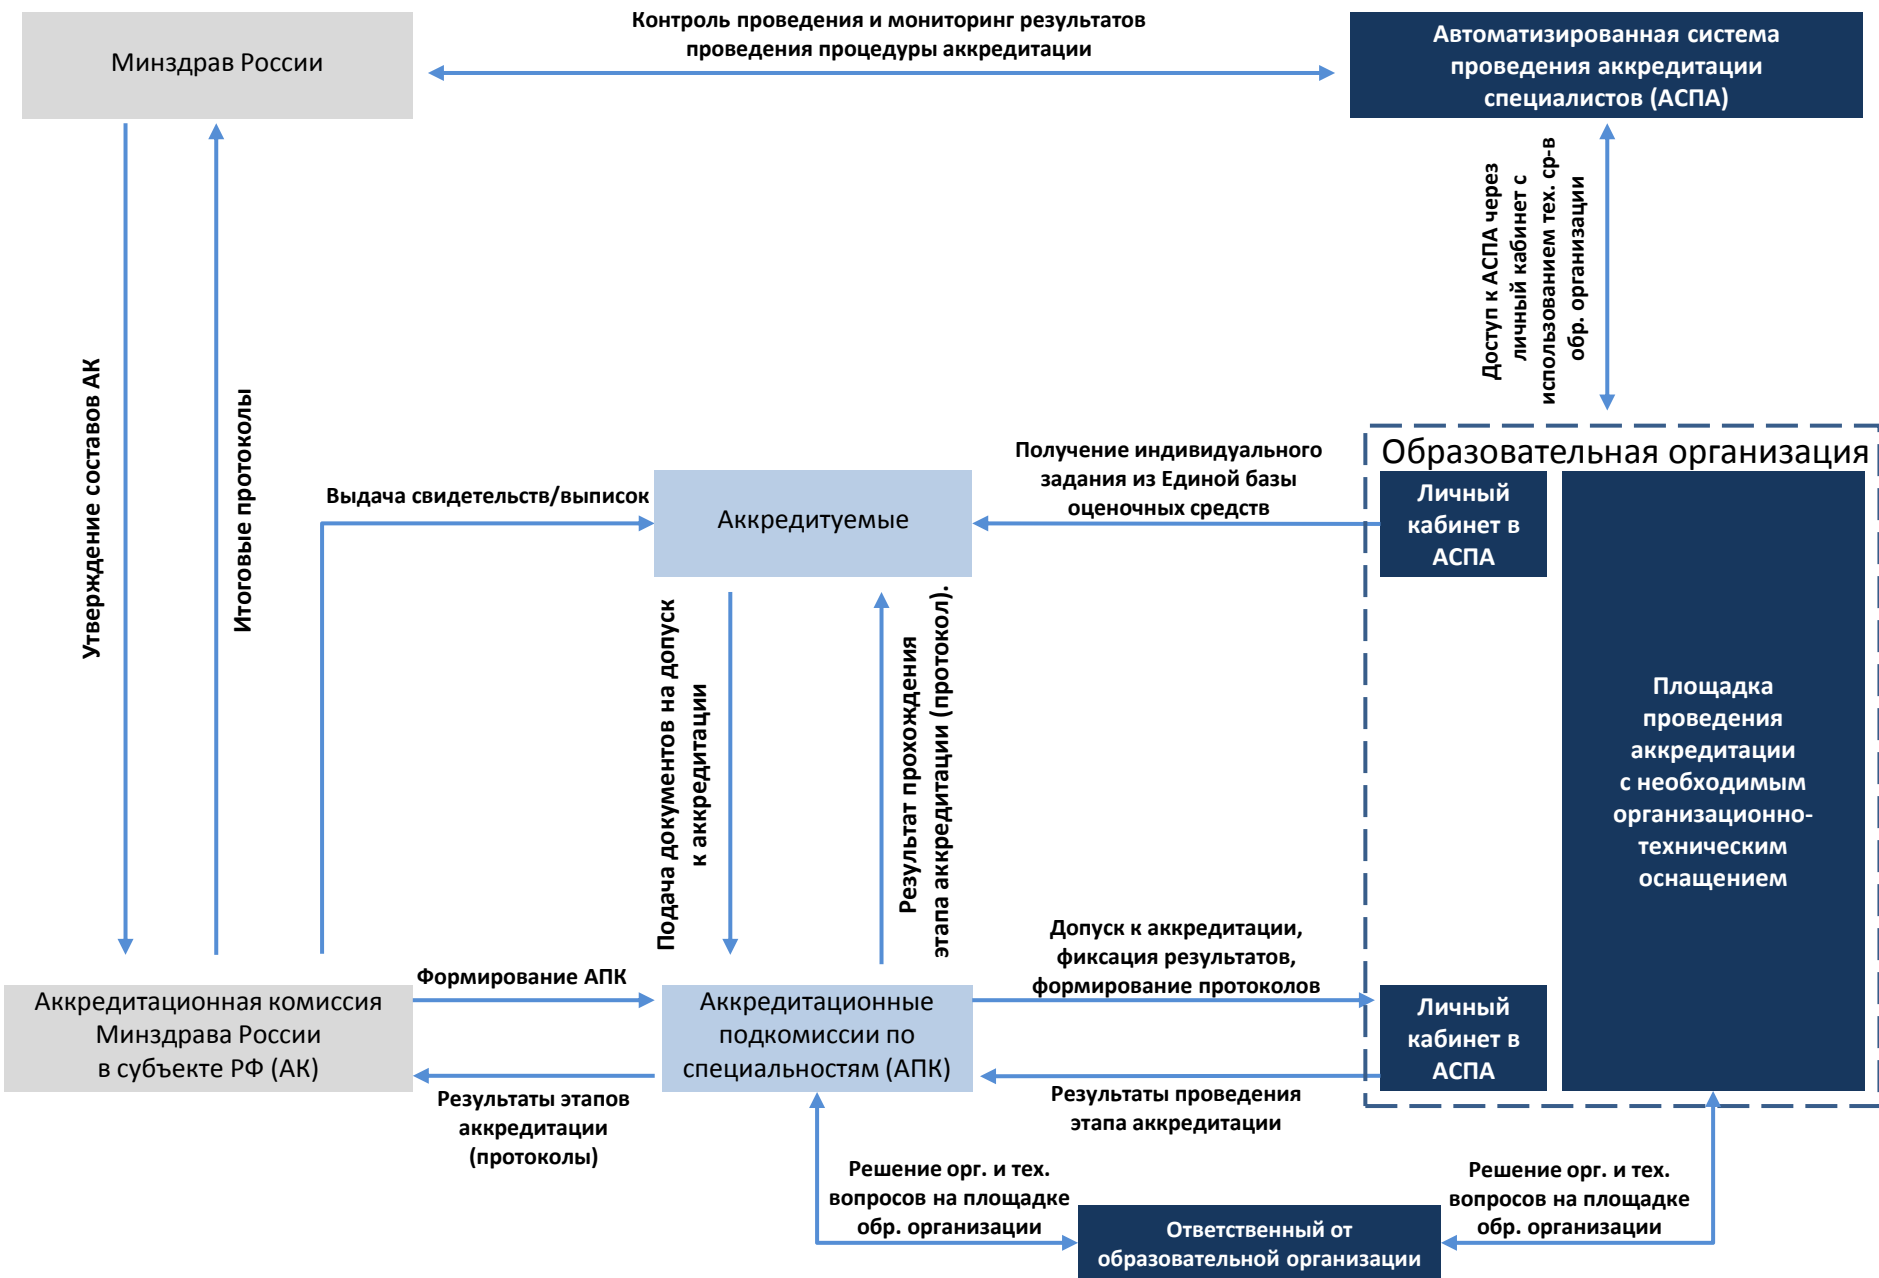 Контроль проведения и мониторинг результатов
проведения процедуры аккредитации
Минздрав России
Автоматизированная система
проведения аккредитации
специалистов (АСПА)
Доступ к АСПА через
личный кабинет с
использованием тех. ср-в
обр. организации
Утверждение составов АК
Итоговые протоколы
Выдача свидетельств/выписок
Аккредитуемые
Получение индивидуального
задания из Единой базы
оценочных средств
Образовательная организация
Личный
кабинет в
АСПА
Площадка
проведения
аккредитации
с необходимым
организационно-
техническим
оснащением
Подача документов на допуск
к аккредитации
Результат прохождения
этапа аккредитации (протокол).
Аккредитационная комиссия
Минздрава России
в субъекте РФ (АК)
Формирование АПК
Результаты этапов
аккредитации
(протоколы)
Аккредитационные
подкомиссии по
специальностям (АПК)
Допуск к аккредитации,
фиксация результатов,
формирование протоколов
Результаты проведения
этапа аккредитации
Личный
кабинет в
АСПА
Решение орг. и тех.
вопросов на площадке
обр. организации
Ответственный от
образовательной организации
Решение орг. и тех.
вопросов на площадке
обр. организации